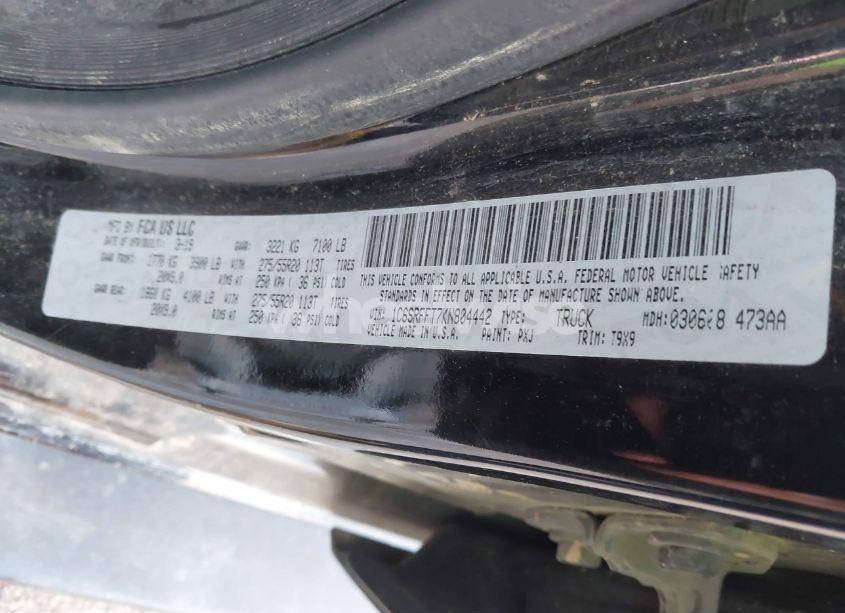 MFD BY FCA US LLC
DATE OF MFR(BUILT): 3-19 GVWR: 3221 KG 7100 LB
GAWR FRONT: 1770 KG 3900 LB WITH 275/55R20 113T TIRES
20X9.0 RIMS AT 250 KPA ( 36 PSI) COLD
GAWR REAR: KG 4100 LB WITH 275/55R20 113T TIRES
20X9.0 RIMS AT 250 KPA ( 36 PSI) COLD
THIS VEHICLE CONFORMS TO ALL APPLICABLE U.S.A. FEDERAL MOTOR VEHICLE SAFETY
STANDARDS IN EFFECT ON THE DATE OF MANUFACTURE SHOWN ABOVE.
VIN: 1C6SRFFT7KN804442 TYPE: TRUCK MDH: 473AA
VEHICLE MADE IN U.S.A. PAINT: PXJ TRIM: T9X9